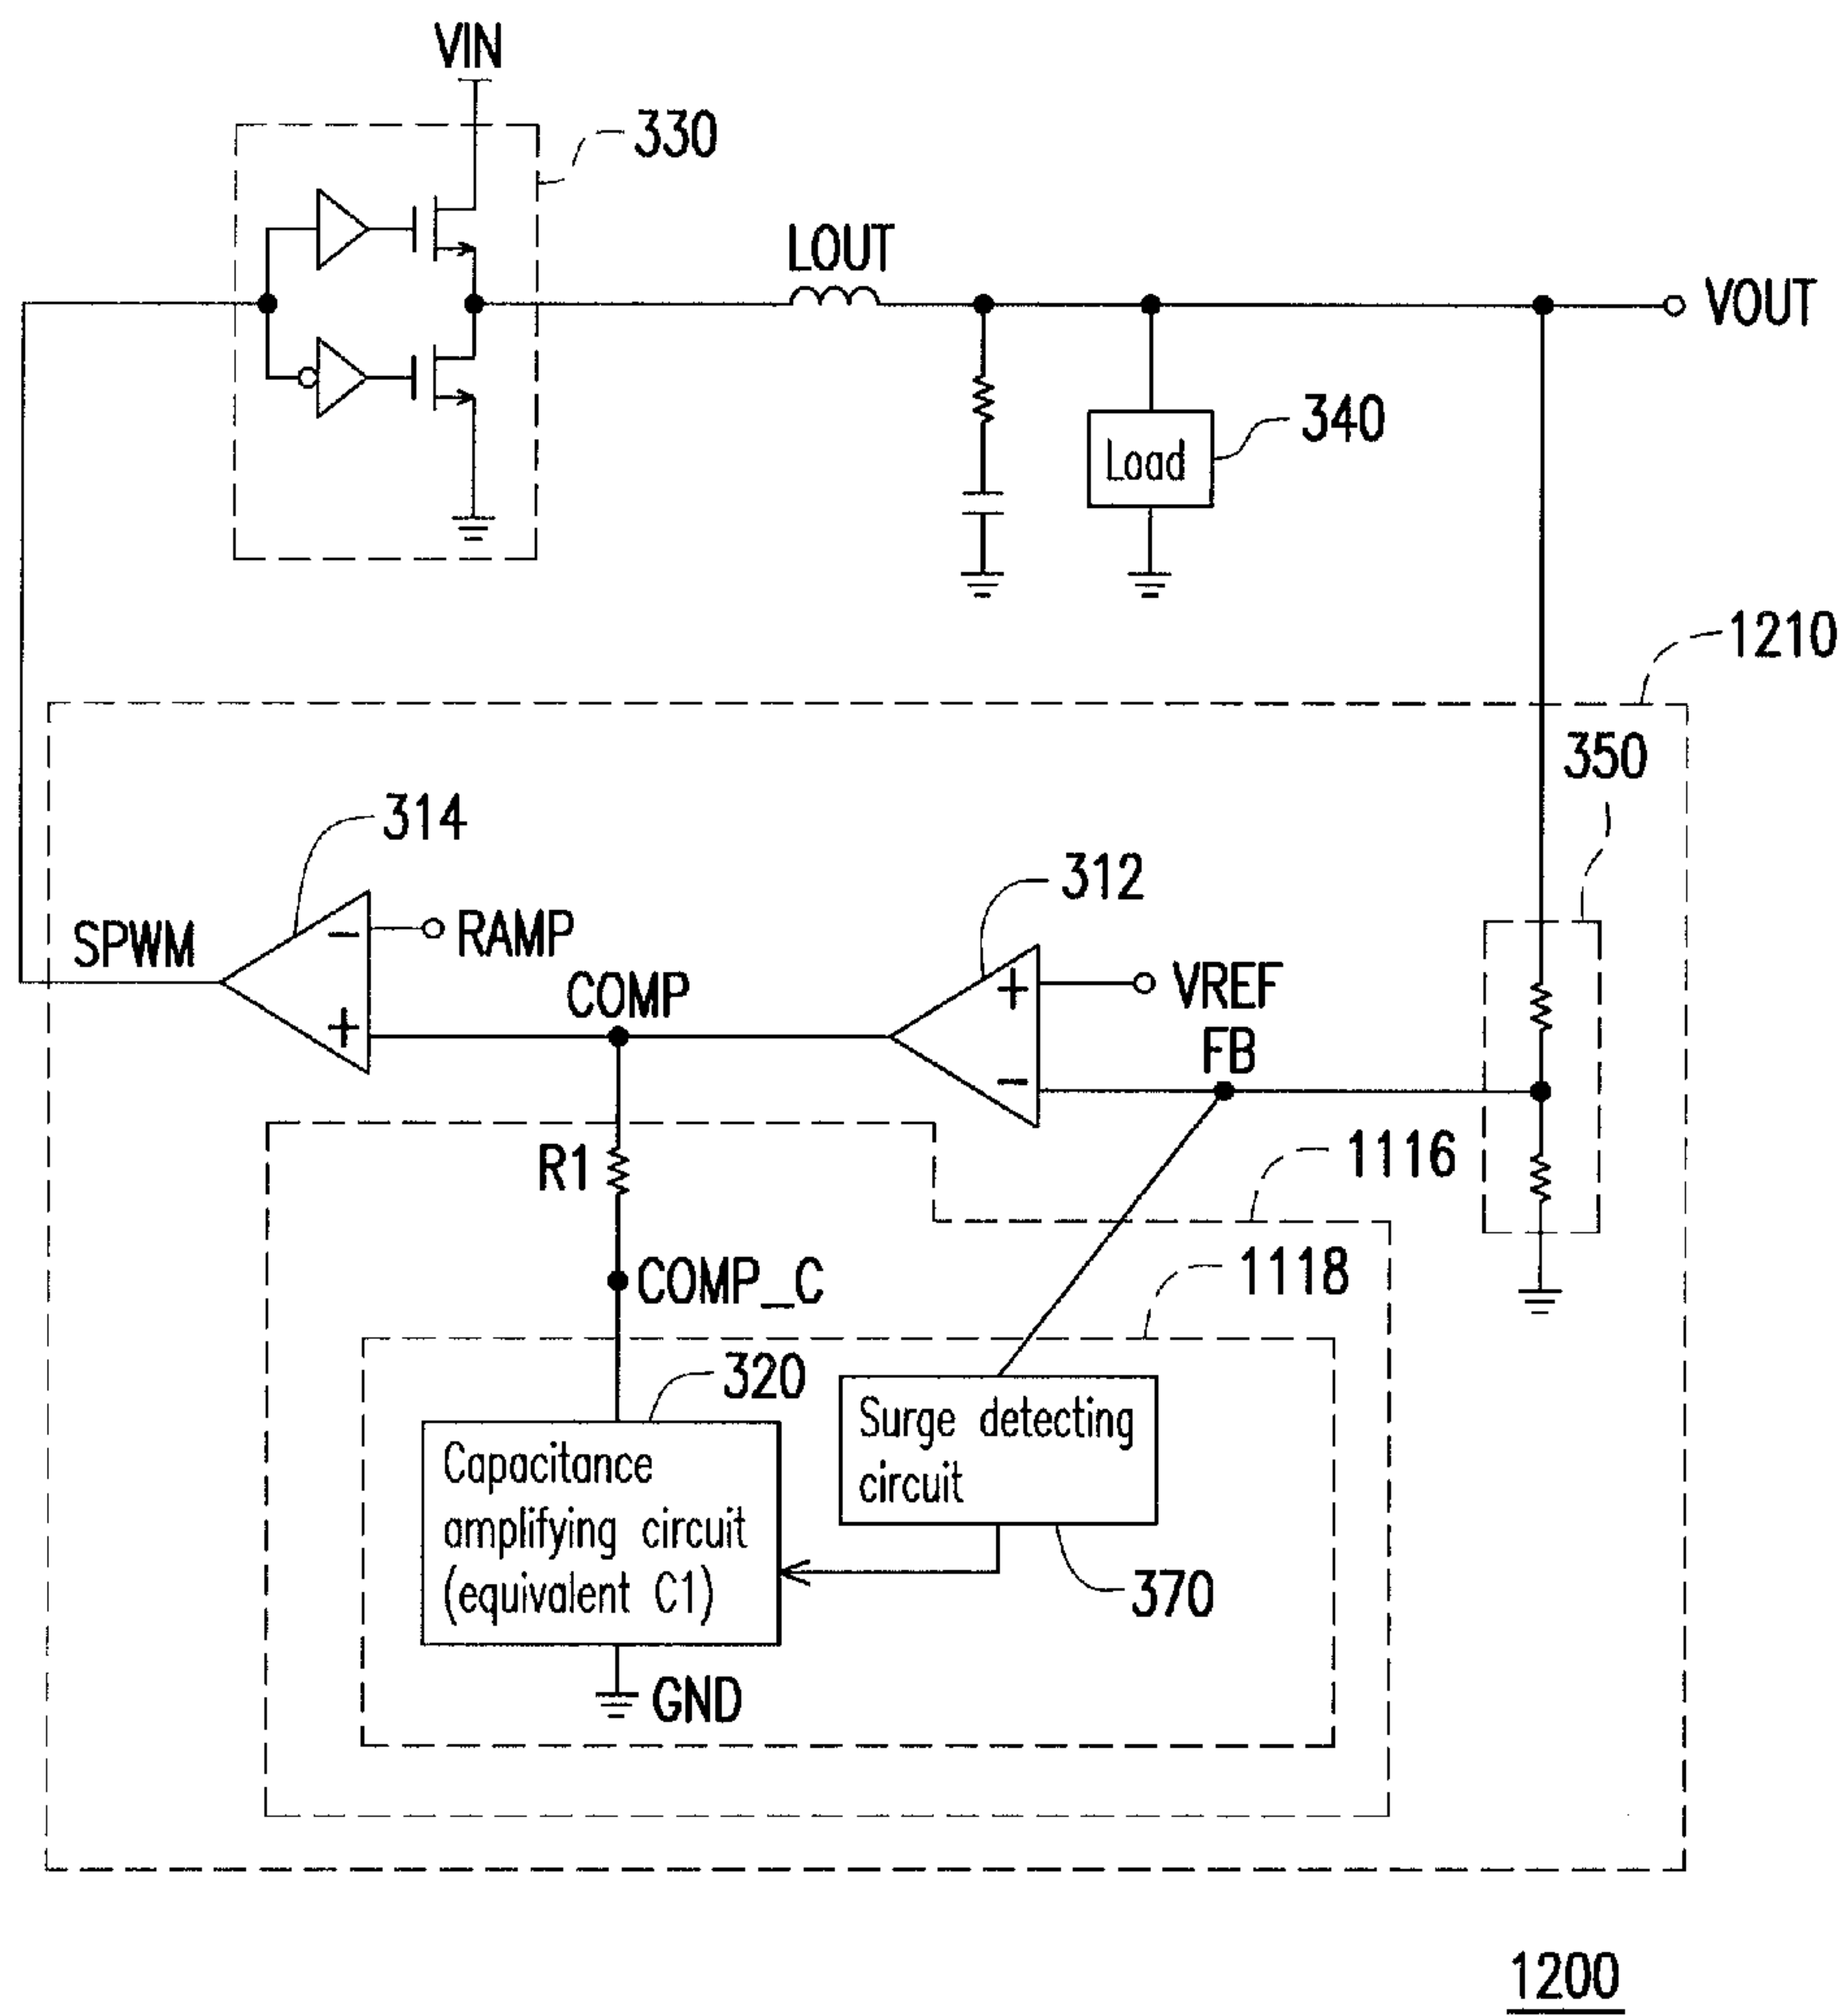 VIN
330
LOUT
VOUT
340
Load
1210
350
314
312
SPWM
− RAMP
COMP
+
+
VREF
FB
−
R1
1116
COMP_C
1118
320
Surge detecting
circuit
Capacitance
amplifying circuit
(equivalent C1)
370
GND
1200